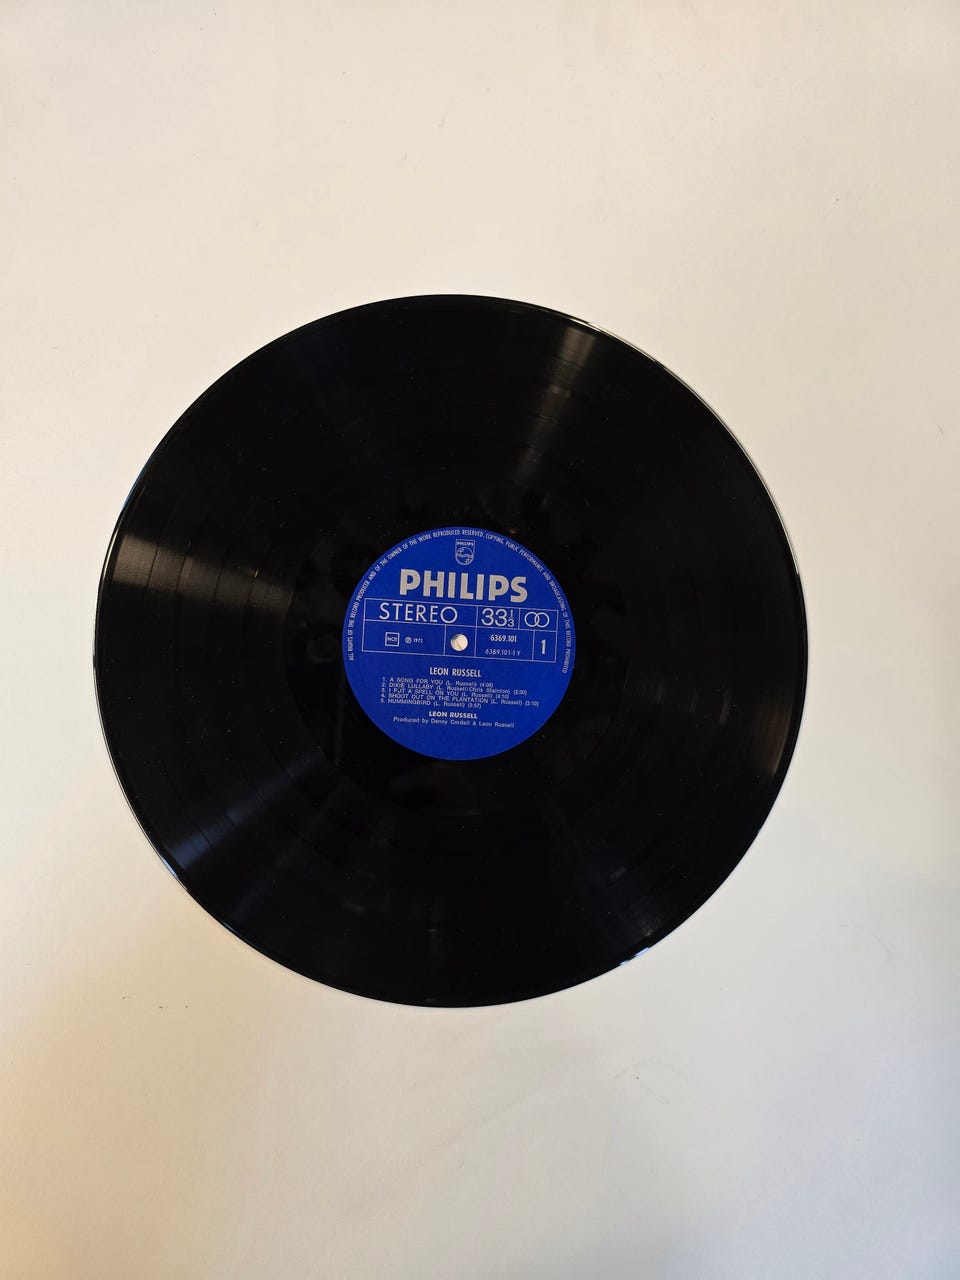 ALL RIGHTS OF THE RECORD PRODUCER AND OF THE OWNER OF THE WORK REPRODUCED RESERVED. COPYING, PUBLIC PERFORMANCE AND BROADCASTING OF THIS RECORD PROHIBITED
PHILIPS
PHILIPS
STEREO 33 1/3
NCB ℗ 1972 6369.101
6369.101-1 Y 1
LEON RUSSELL
1. A SONG FOR YOU (L. Russell) (4:08)
2. DIXIE LULLABY (L. Russell/Chris Stainton) (2:30)
3. I PUT A SPELL ON YOU (L. Russell) (4:10)
4. SHOOT OUT ON THE PLANTATION (L. Russell) (3:10)
5. HUMMINGBIRD (L. Russell) (3:57)
LEON RUSSELL
Produced by Denny Cordell & Leon Russell